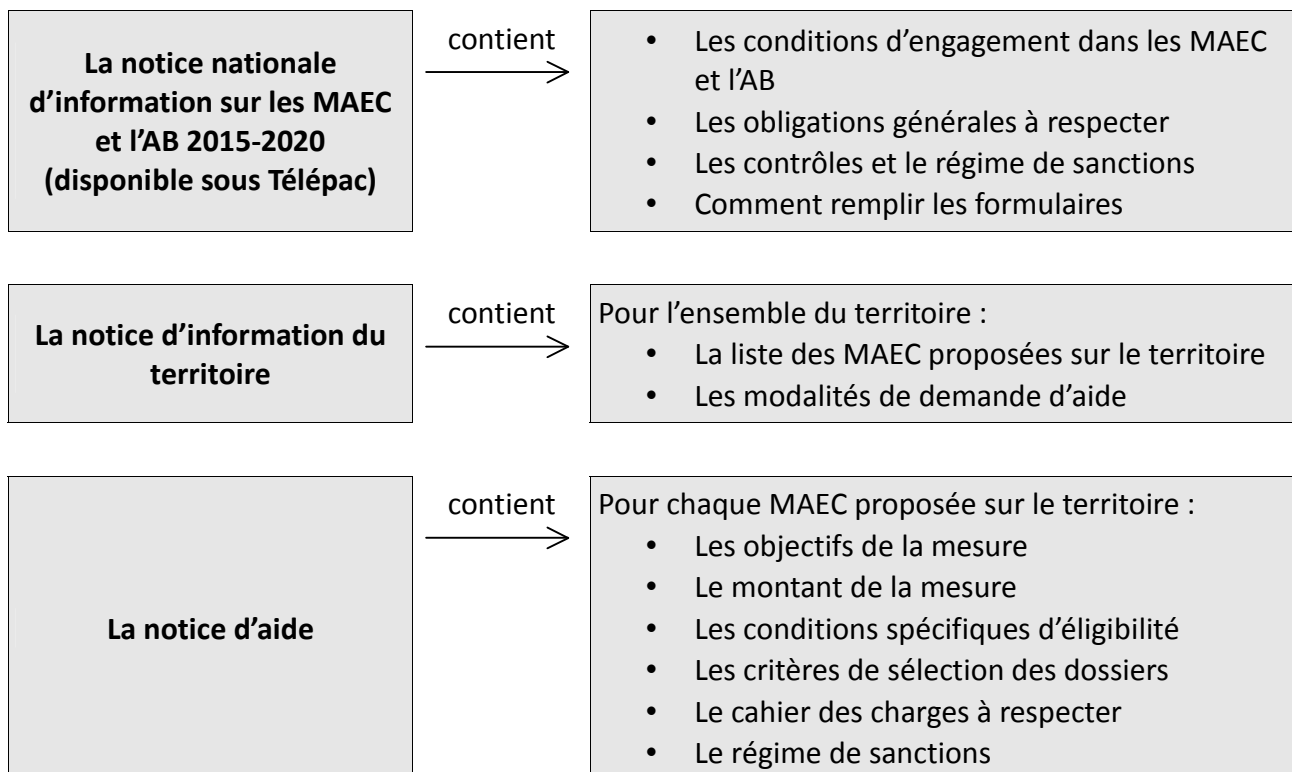 La notice nationale
d’information sur les MAEC
et l’AB 2015-2020
(disponible sous Télépac)
contient
• Les conditions d’engagement dans les MAEC
et l’AB
• Les obligations générales à respecter
• Les contrôles et le régime de sanctions
• Comment remplir les formulaires
La notice d’information du
territoire
contient
Pour l’ensemble du territoire :
• La liste des MAEC proposées sur le territoire
• Les modalités de demande d’aide
La notice d’aide
contient
Pour chaque MAEC proposée sur le territoire :
• Les objectifs de la mesure
• Le montant de la mesure
• Les conditions spécifiques d’éligibilité
• Les critères de sélection des dossiers
• Le cahier des charges à respecter
• Le régime de sanctions